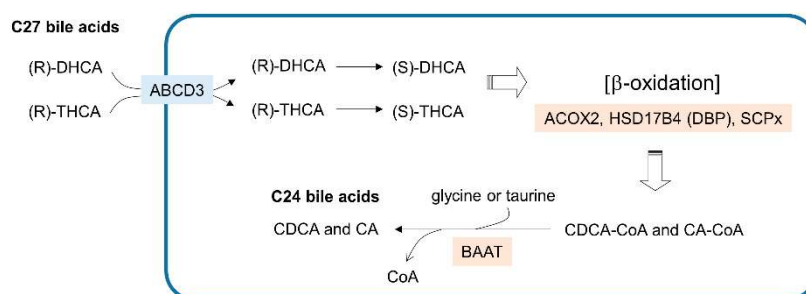 C27 bile acids
(R)-DHCA
(R)-THCA
ABCD3
(R)-DHCA
(S)-DHCA
(R)-THCA
(S)-THCA
[β-oxidation]
ACOX2, HSD17B4 (DBP), SCPx
C24 bile acids
glycine or taurine
CDCA and CA
CDCA-CoA and CA-CoA
BAAT
CoA